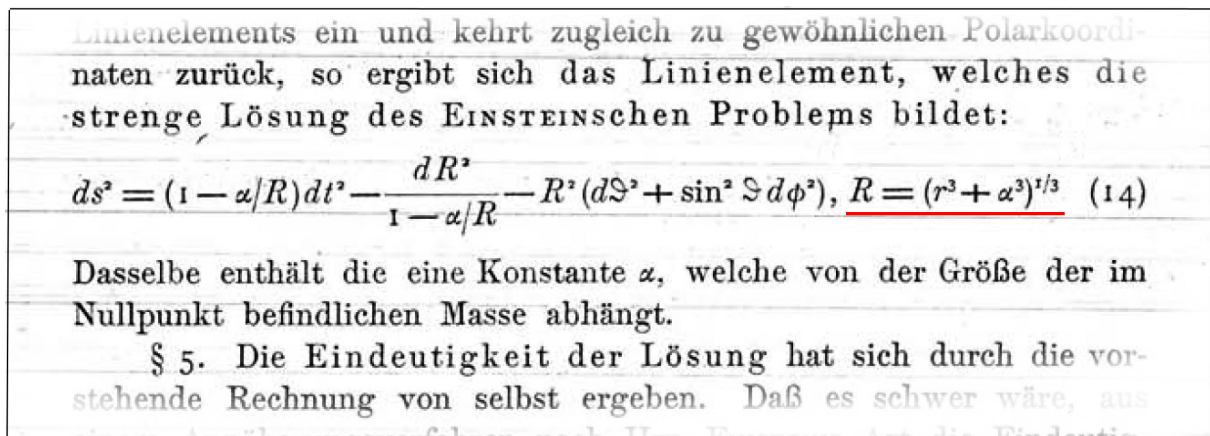 Linienelements ein und kehrt zugleich zu gewöhnlichen Polarkoordi-
naten zurück, so ergibt sich das Linienelement, welches die
strenge Lösung des EINSTEINschen Problems bildet:
ds² = (1 − α/R)dt² − dR²/(1 − α/R) − R²(dϑ² + sin² ϑ dϕ²), R = (r³ + α³)^{1/3} (14)
Dasselbe enthält die eine Konstante α, welche von der Größe der im
Nullpunkt befindlichen Masse abhängt.
§ 5. Die Eindeutigkeit der Lösung hat sich durch die vor-
stehende Rechnung von selbst ergeben. Daß es schwer wäre, aus